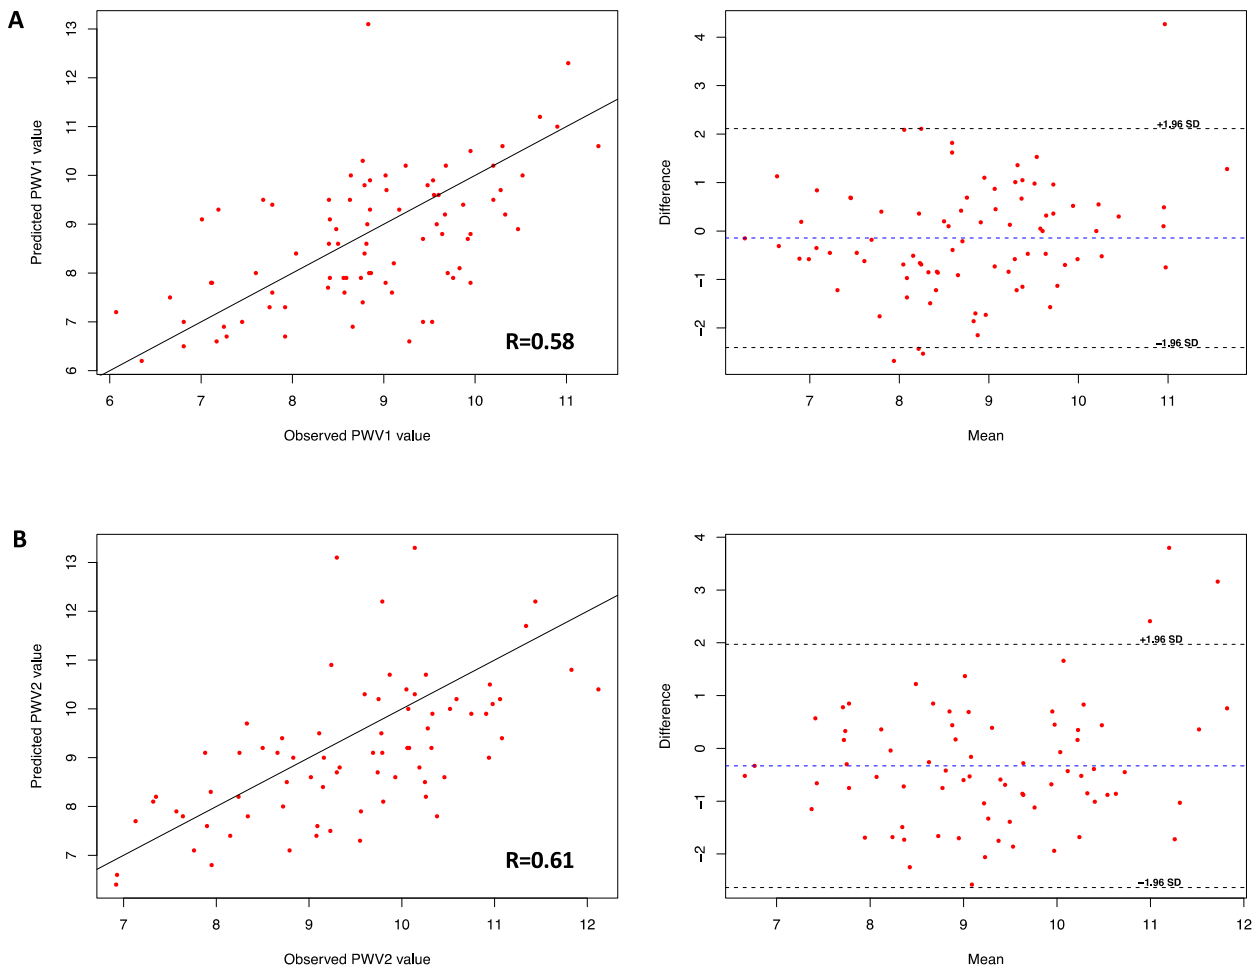 A
13
12
11
10
9
8
7
6
Predicted PWV1 value
R=0.58
6 7 8 9 10 11
Observed PWV1 value
4
3
2
1
0
−1
−2
Difference
+1.96 SD
−1.96 SD
7 8 9 10 11
Mean
B
13
12
11
10
9
8
7
Predicted PWV2 value
R=0.61
7 8 9 10 11 12
Observed PWV2 value
4
3
2
1
0
−1
−2
Difference
+1.96 SD
−1.96 SD
7 8 9 10 11 12
Mean